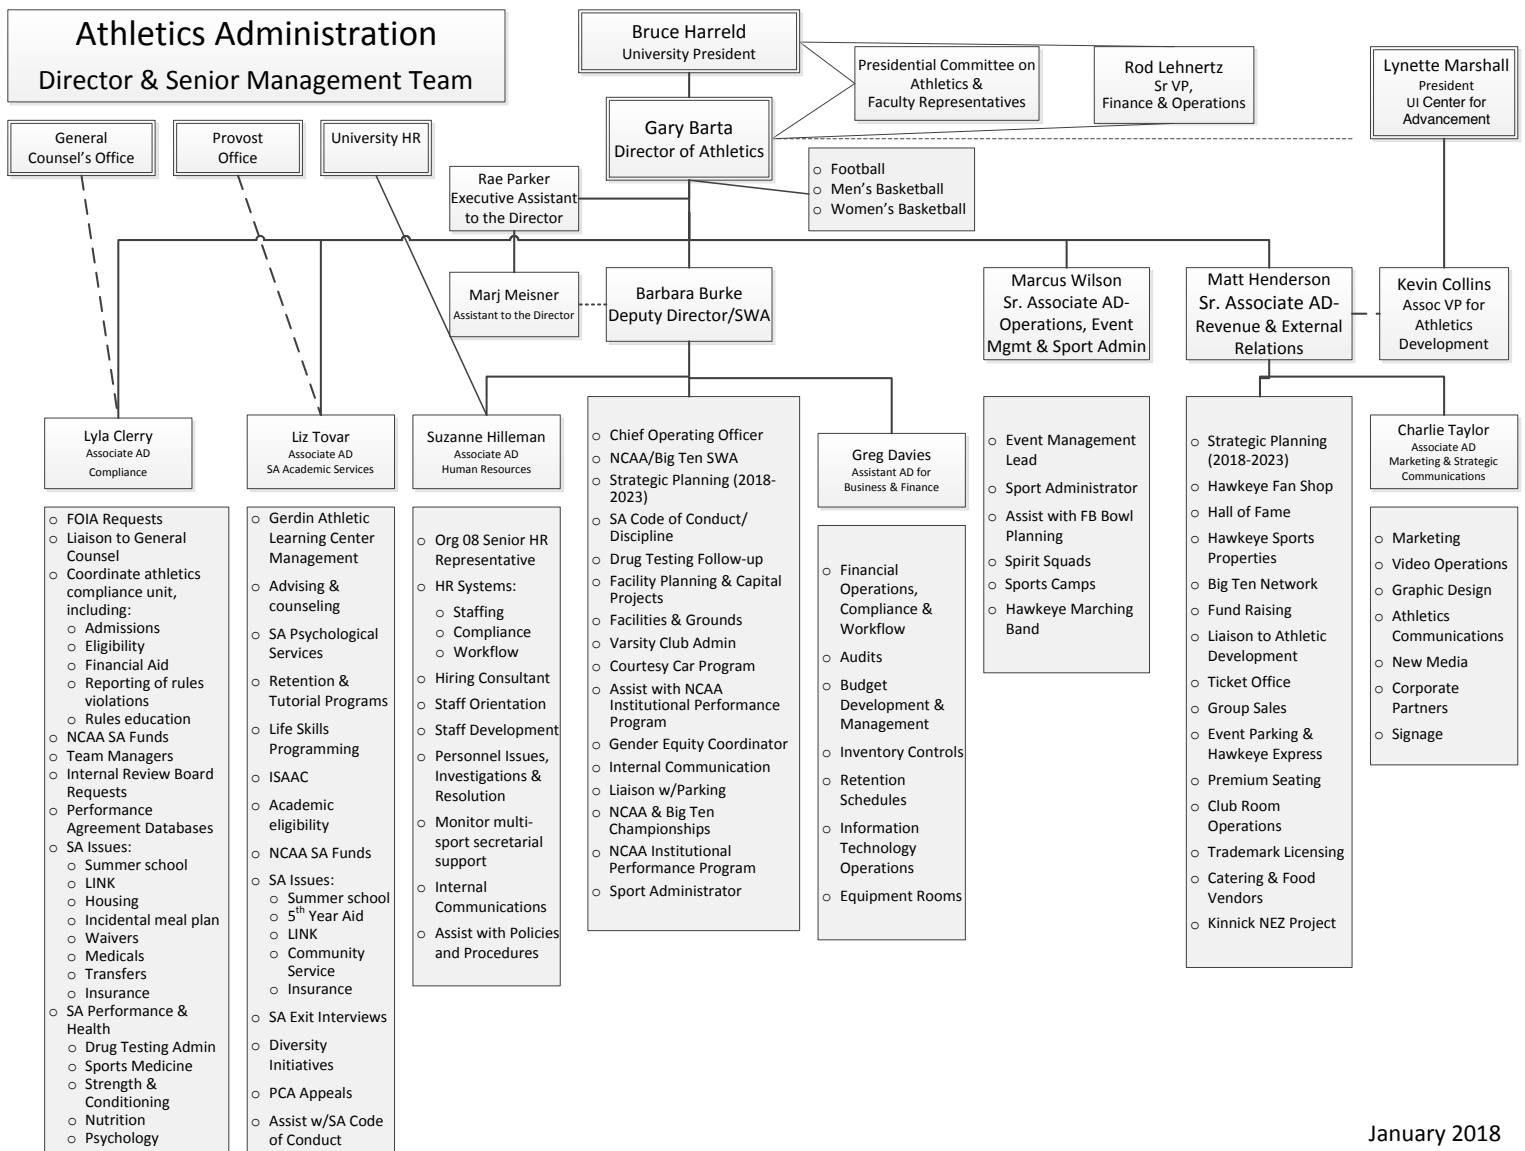 Athletics Administration
Director & Senior Management Team
Bruce Harreld
University President
Presidential Committee on
Athletics &
Faculty Representatives
Rod Lehnertz
Sr VP,
Finance & Operations
Lynette Marshall
President
UI Center for
Advancement
General
Counsel's Office
Provost
Office
University HR
Gary Barta
Director of Athletics
○ Football
○ Men's Basketball
○ Women's Basketball
Rae Parker
Executive Assistant
to the Director
Marj Meisner
Assistant to the Director
Barbara Burke
Deputy Director/SWA
Marcus Wilson
Sr. Associate AD-
Operations, Event
Mgmt & Sport Admin
Matt Henderson
Sr. Associate AD-
Revenue & External
Relations
Kevin Collins
Assoc VP for
Athletics
Development
Lyla Clerry
Associate AD
Compliance
○ FOIA Requests
○ Liaison to General
Counsel
○ Coordinate athletics
compliance unit,
including:
○ Admissions
○ Eligibility
○ Financial Aid
○ Reporting of rules
violations
○ Rules education
○ NCAA SA Funds
○ Team Managers
○ Internal Review Board
Requests
○ Performance
Agreement Databases
○ SA Issues:
○ Summer school
○ LINK
○ Housing
○ Incidental meal plan
○ Waivers
○ Medicals
○ Transfers
○ Insurance
○ SA Performance &
Health
○ Drug Testing Admin
○ Sports Medicine
○ Strength &
Conditioning
○ Nutrition
○ Psychology
Liz Tovar
Associate AD
SA Academic Services
○ Gerdin Athletic
Learning Center
Management
○ Advising &
counseling
○ SA Psychological
Services
○ Retention &
Tutorial Programs
○ Life Skills
Programming
○ ISAAC
○ Academic
eligibility
○ NCAA SA Funds
○ SA Issues:
○ Summer school
○ 5th Year Aid
○ LINK
○ Community
Service
○ Insurance
○ SA Exit Interviews
○ Diversity
Initiatives
○ PCA Appeals
○ Assist w/SA Code
of Conduct
Suzanne Hilleman
Associate AD
Human Resources
○ Org 08 Senior HR
Representative
○ HR Systems:
○ Staffing
○ Compliance
○ Workflow
○ Hiring Consultant
○ Staff Orientation
○ Staff Development
○ Personnel Issues,
Investigations &
Resolution
○ Monitor multi-
sport secretarial
support
○ Internal
Communications
○ Assist with Policies
and Procedures
○ Chief Operating Officer
○ NCAA/Big Ten SWA
○ Strategic Planning (2018-
2023)
○ SA Code of Conduct/
Discipline
○ Drug Testing Follow-up
○ Facility Planning & Capital
Projects
○ Facilities & Grounds
○ Varsity Club Admin
○ Courtesy Car Program
○ Assist with NCAA
Institutional Performance
Program
○ Gender Equity Coordinator
○ Internal Communication
○ Liaison w/Parking
○ NCAA & Big Ten
Championships
○ NCAA Institutional
Performance Program
○ Sport Administrator
Greg Davies
Assistant AD for
Business & Finance
○ Financial
Operations,
Compliance &
Workflow
○ Audits
○ Budget
Development &
Management
○ Inventory Controls
○ Retention
Schedules
○ Information
Technology
Operations
○ Equipment Rooms
○ Event Management
Lead
○ Sport Administrator
○ Assist with FB Bowl
Planning
○ Spirit Squads
○ Sports Camps
○ Hawkeye Marching
Band
○ Strategic Planning
(2018-2023)
○ Hawkeye Fan Shop
○ Hall of Fame
○ Hawkeye Sports
Properties
○ Big Ten Network
○ Fund Raising
○ Liaison to Athletic
Development
○ Ticket Office
○ Group Sales
○ Event Parking &
Hawkeye Express
○ Premium Seating
○ Club Room
Operations
○ Trademark Licensing
○ Catering & Food
Vendors
○ Kinnick NEZ Project
Charlie Taylor
Associate AD
Marketing & Strategic
Communications
○ Marketing
○ Video Operations
○ Graphic Design
○ Athletics
Communications
○ New Media
○ Corporate
Partners
○ Signage
January 2018